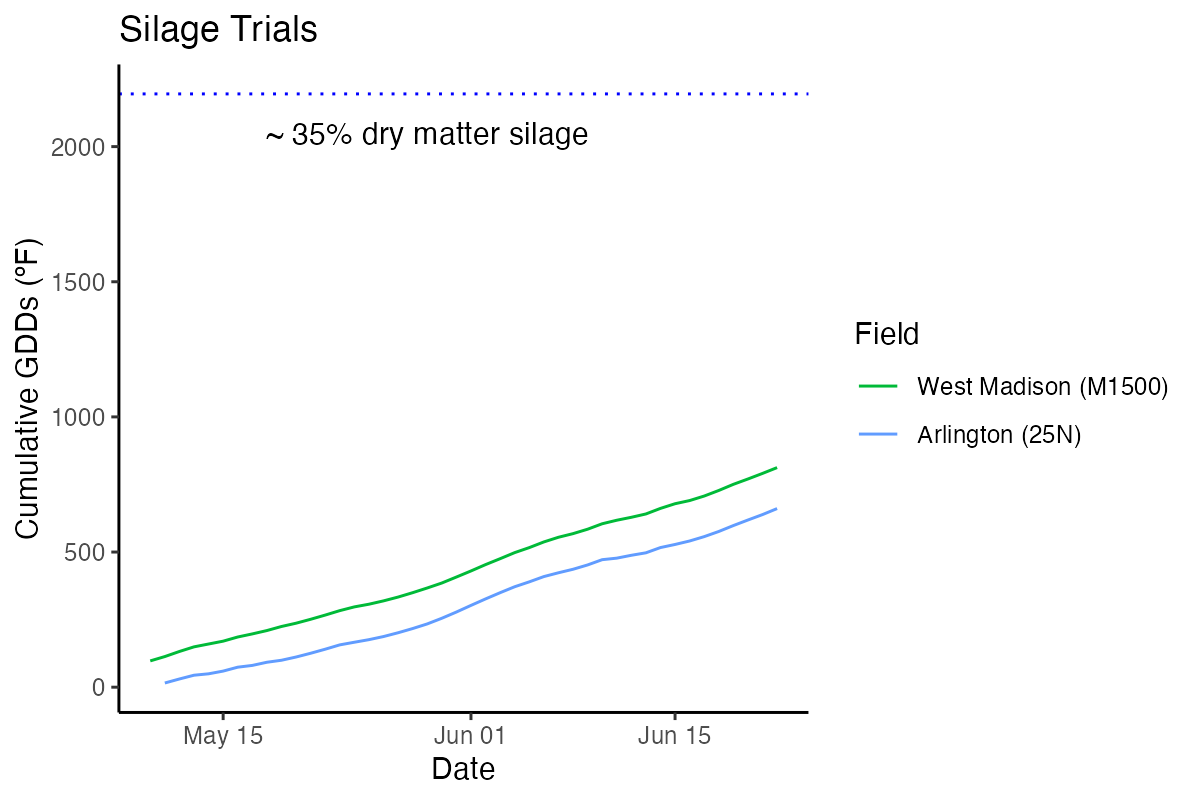 Silage Trials
~ 35% dry matter silage
2000
1500
1000
500
0
Cumulative GDDs (°F)
May 15
Jun 01
Jun 15
Date
Field
West Madison (M1500)
Arlington (25N)